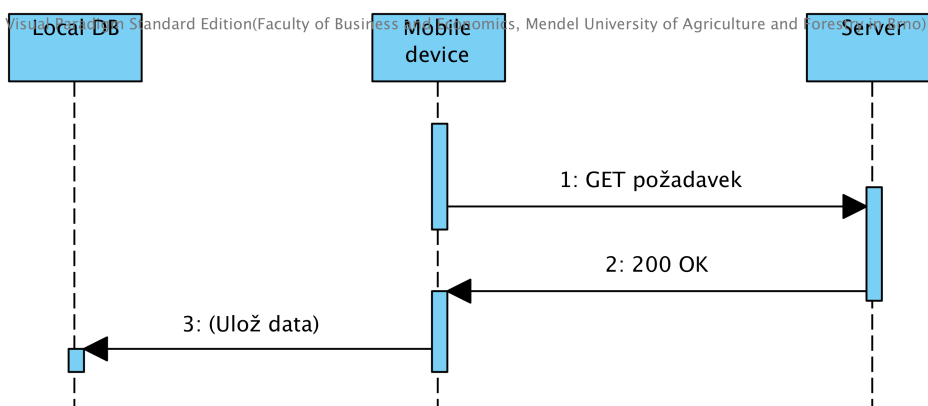 Visual Paradigm Standard Edition(Faculty of Business and Economics, Mendel University of Agriculture and Forestry in Brno)
Local DB
Mobile
device
Server
1: GET požadavek
2: 200 OK
3: (Ulož data)